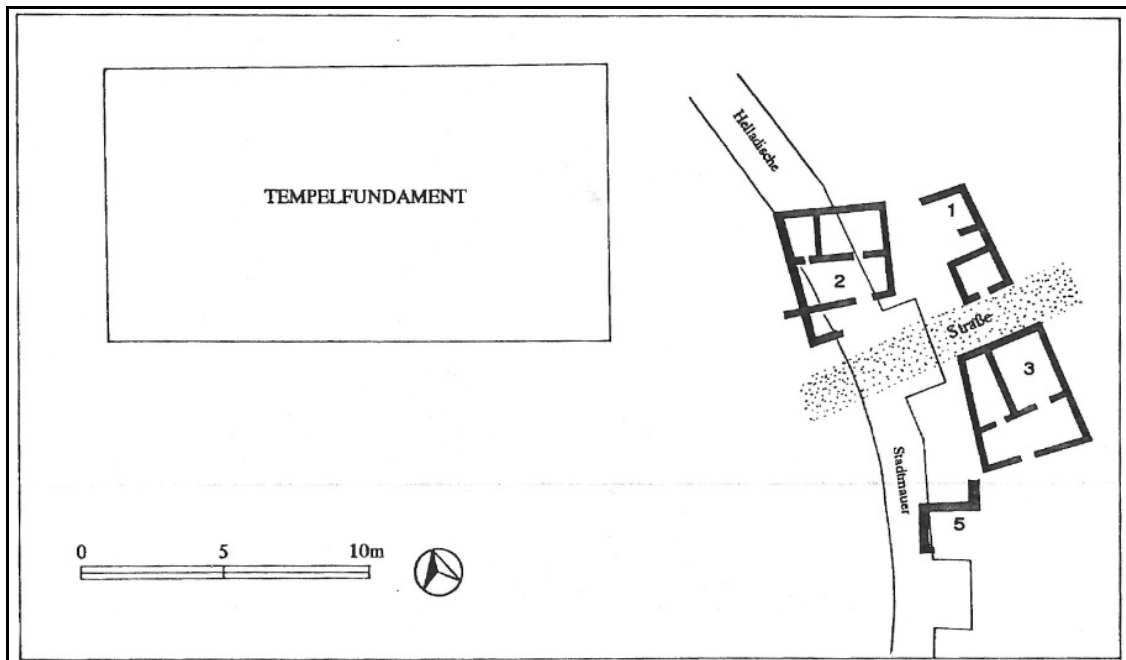 TEMPELFUNDAMENT
Helladische
1
2
Straße
3
Stadtmauer
5
0 5 10m